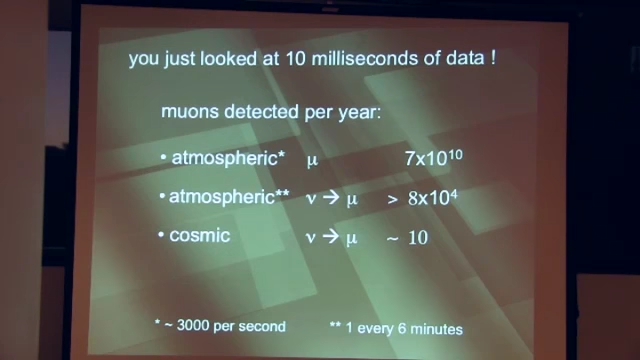 you just looked at 10 milliseconds of data !
muons detected per year:
• atmospheric* μ 7x10¹⁰
• atmospheric** ν → μ > 8x10⁴
• cosmic ν → μ ~ 10
* ~ 3000 per second ** 1 every 6 minutes